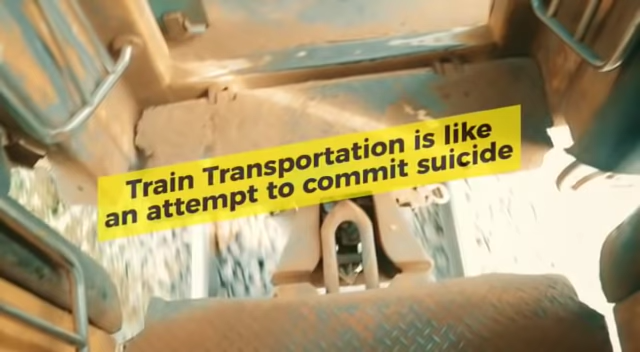 Train Transportation is like
an attempt to commit suicide